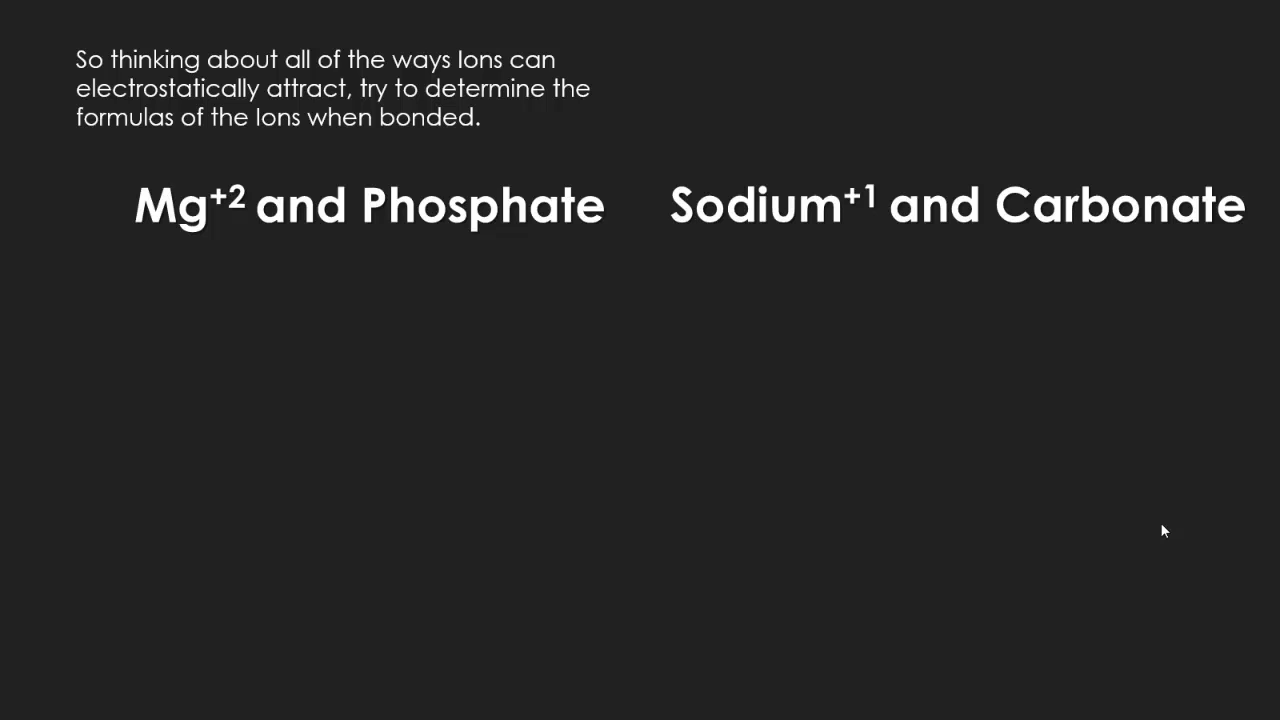 So thinking about all of the ways Ions can
electrostatically attract, try to determine the
formulas of the Ions when bonded.
Mg⁺² and Phosphate
Sodium⁺¹ and Carbonate